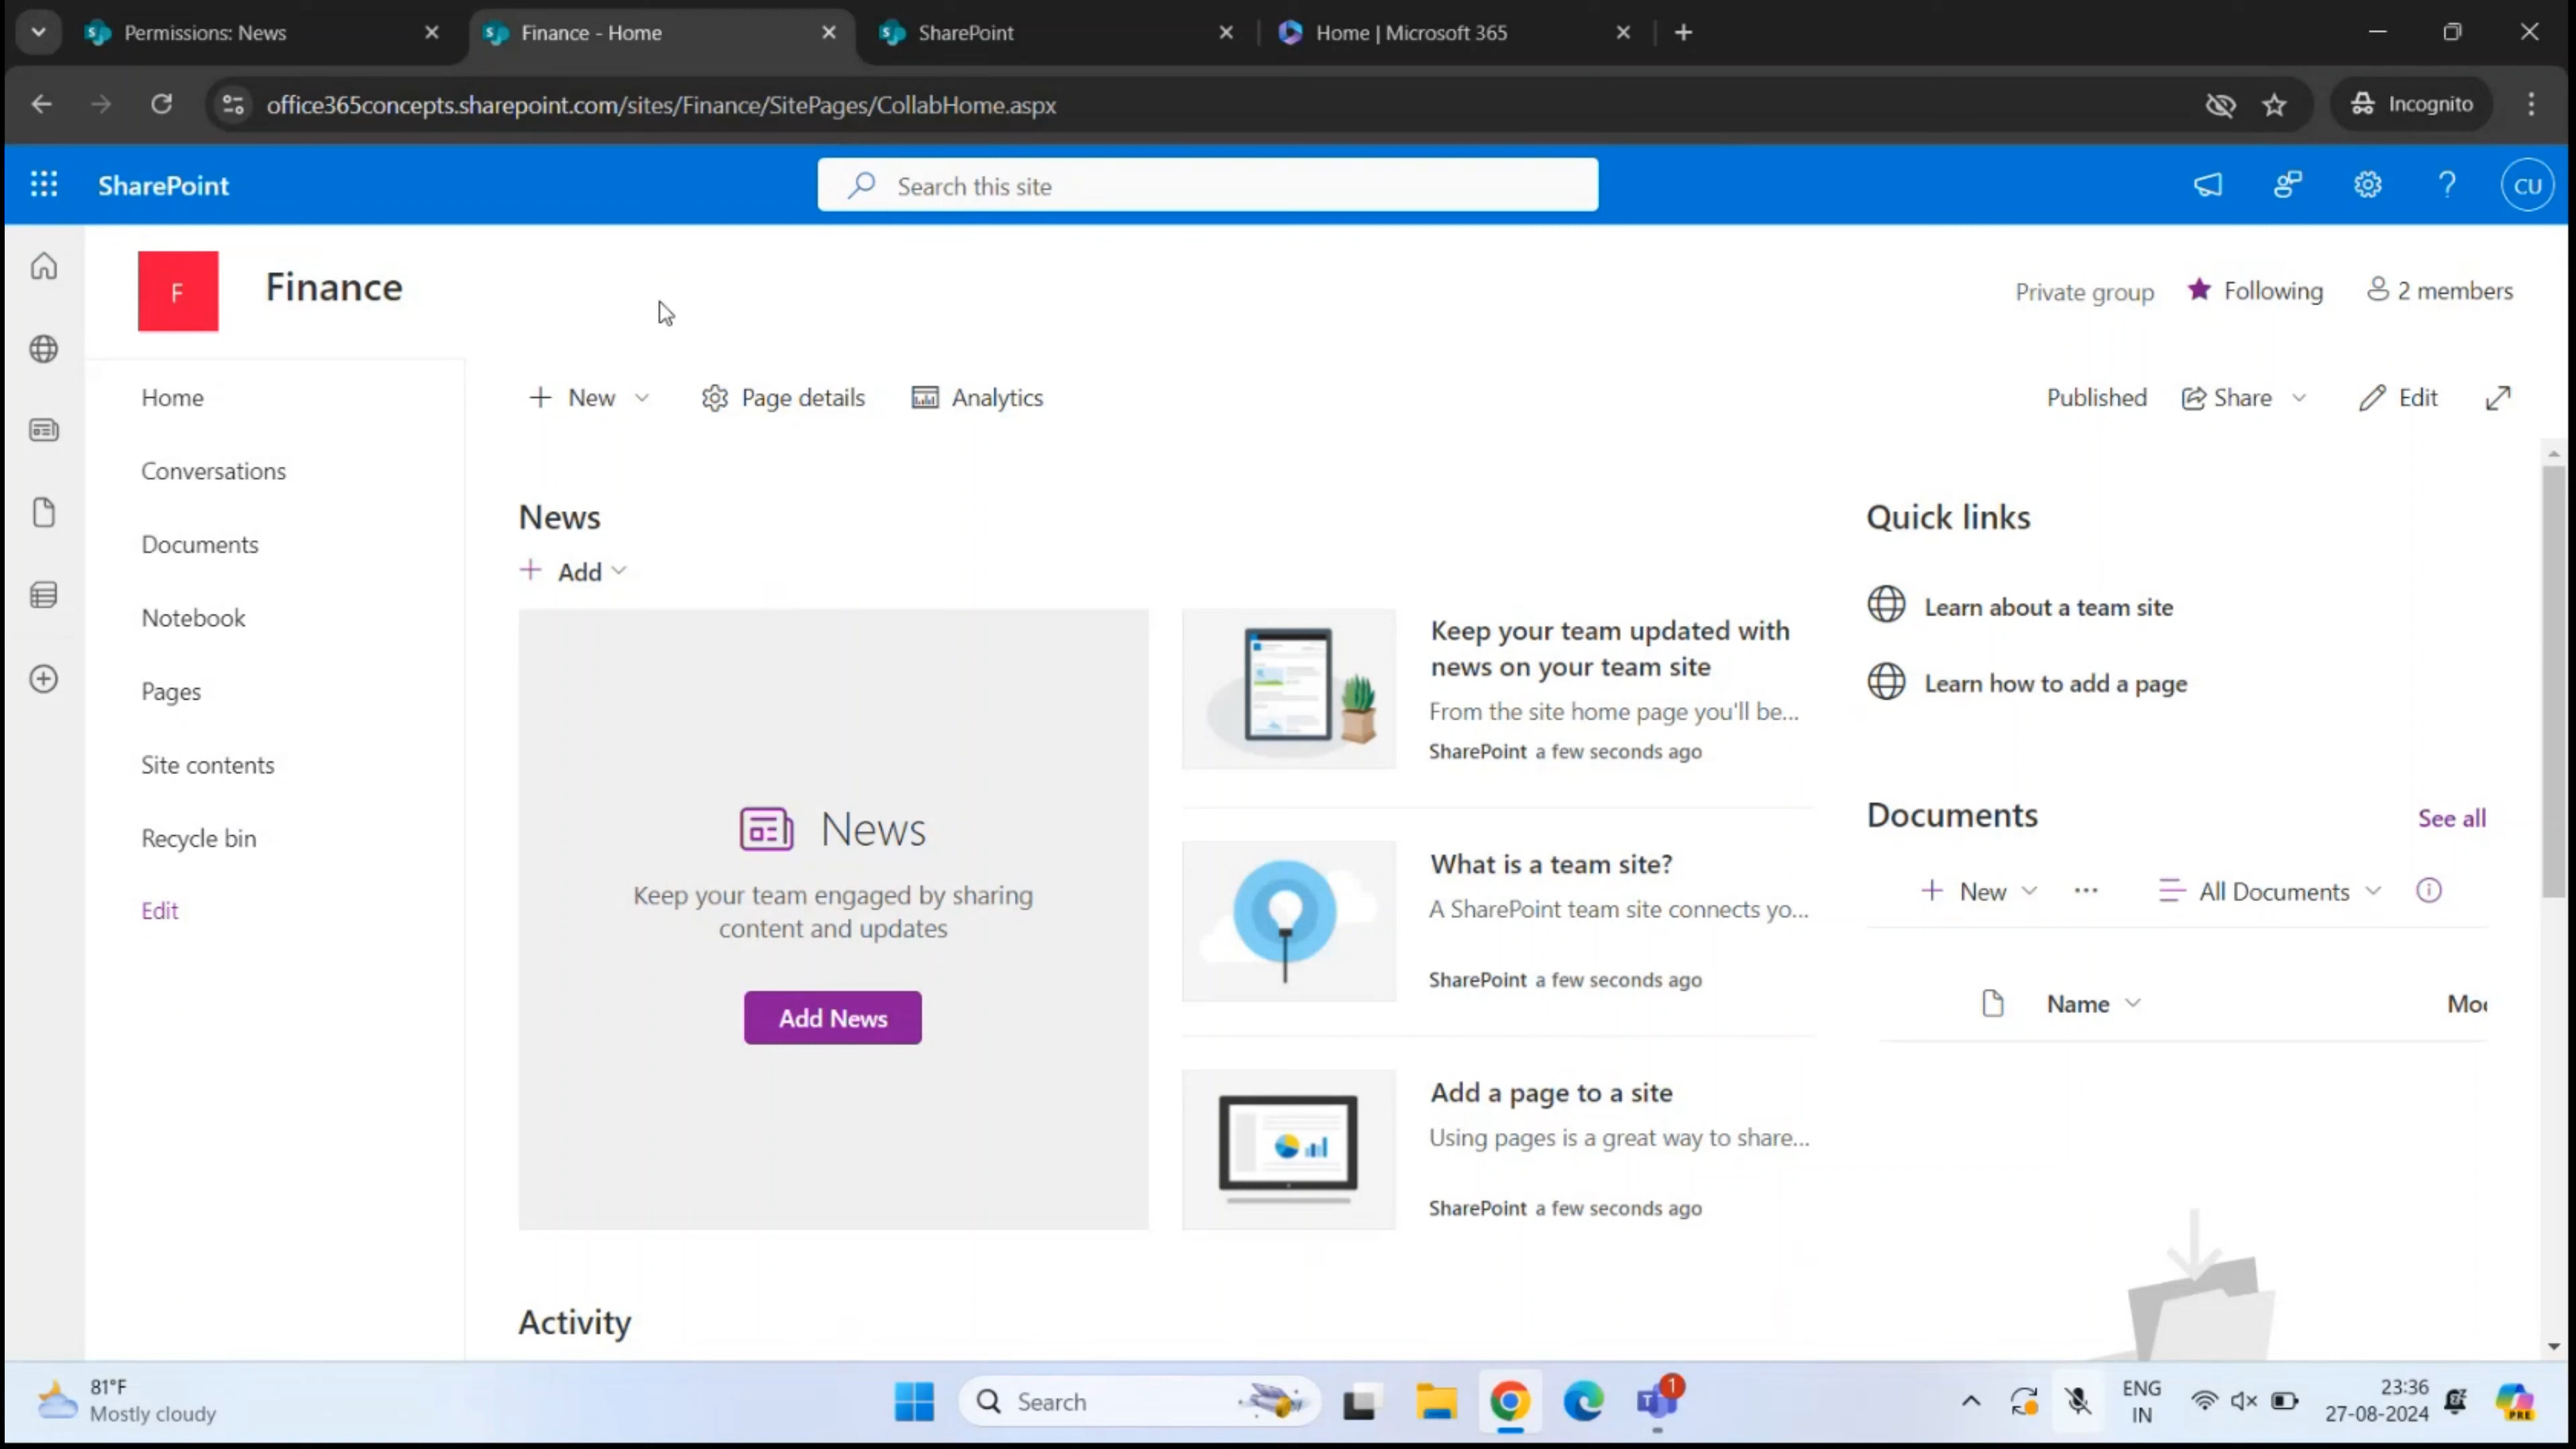 Permissions: News
Finance - Home
SharePoint
Home | Microsoft 365
office365concepts.sharepoint.com/sites/Finance/SitePages/CollabHome.aspx
Incognito
SharePoint
Search this site
CU
F
Finance
Private group
Following
2 members
Home
Conversations
Documents
Notebook
Pages
Site contents
Recycle bin
Edit
New
Page details
Analytics
Published
Share
Edit
News
Add
News
Keep your team engaged by sharing
content and updates
Add News
Keep your team updated with
news on your team site
From the site home page you'll be...
SharePoint a few seconds ago
What is a team site?
A SharePoint team site connects yo...
SharePoint a few seconds ago
Add a page to a site
Using pages is a great way to share...
SharePoint a few seconds ago
Quick links
Learn about a team site
Learn how to add a page
Documents
See all
New
All Documents
Name
Mo
Activity
81°F
Mostly cloudy
Search
1
ENG
IN
23:36
27-08-2024
PRE